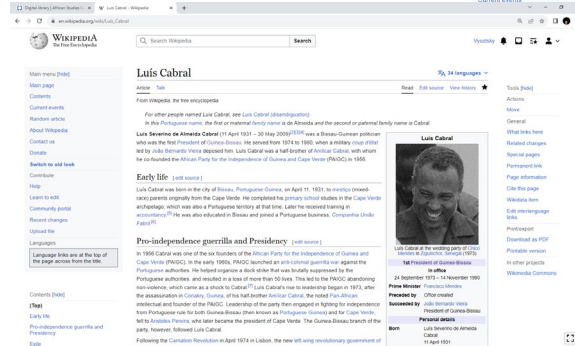 Current events
Digital library | African Studies C
Luís Cabral - Wikipedia
en.wikipedia.org/wiki/Luís_Cabral
WIKIPEDIA
The Free Encyclopedia
Search Wikipedia
Search
Vysotsky
Main menu [hide]
Main page
Contents
Current events
Random article
About Wikipedia
Contact us
Donate
Switch to old look
Contribute
Help
Learn to edit
Community portal
Recent changes
Upload file
Languages
Language links are at the top of
the page across from the title.
Contents [hide]
(Top)
Early life
Pro-independence guerrilla and
Presidency
Exile
Luís Cabral
34 languages
Article Talk
Read Edit source View history
From Wikipedia, the free encyclopedia
For other people named Luís Cabral, see Luís Cabral (disambiguation).
In this Portuguese name, the first or maternal family name is de Almeida and the second or paternal family name is Cabral.
Luís Severino de Almeida Cabral (11 April 1931 – 30 May 2009)[2][3][4] was a Bissau-Guinean politician
who was the first President of Guinea-Bissau. He served from 1974 to 1980, when a military coup d'état
led by João Bernardo Vieira deposed him. Luís Cabral was a half-brother of Amílcar Cabral, with whom
he co-founded the African Party for the Independence of Guinea and Cape Verde (PAIGC) in 1956.
Early life [edit source]
Luís Cabral was born in the city of Bissau, Portuguese Guinea, on April 11, 1931, to mestiço (mixed-
race) parents originally from the Cape Verde. He completed his primary school studies in the Cape Verde
archipelago, which was also a Portuguese territory at that time. Later he received training in
accountancy.[5] He was also educated in Bissau and joined a Portuguese business, Companhia União
Fabril.[6]
Pro-independence guerrilla and Presidency [edit source]
In 1956 Cabral was one of the six founders of the African Party for the Independence of Guinea and
Cape Verde (PAIGC). In the early 1960s, PAIGC launched an anti-colonial guerrilla war against the
Portuguese authorities. He helped organize a dock strike that was brutally suppressed by the
Portuguese authorities, and resulted in a loss of more than 50 lives. This led to the PAIGC abandoning
non-violence, which came as a shock to Cabral.[7] Luís Cabral's rise to leadership began in 1973, after
the assassination in Conakry, Guinea, of his half-brother Amílcar Cabral, the noted Pan-African
intellectual and founder of the PAIGC. Leadership of the party, then engaged in fighting for independence
from Portuguese rule for both Guinea-Bissau (then known as Portuguese Guinea) and for Cape Verde,
fell to Aristides Pereira, who later became the president of Cape Verde. The Guinea-Bissau branch of the
party, however, followed Luís Cabral.
Following the Carnation Revolution in April 1974 in Lisbon, the new left-wing revolutionary government of
Luís Cabral
Luís Cabral at the wedding party of Chico
Mendes in Ziguinchor, Senegal (1973)
1st President of Guinea-Bissau
In office
24 September 1973 – 14 November 1980
Prime Minister Francisco Mendes
Preceded by Office created
Succeeded by João Bernardo Vieira
President of Guinea-Bissau
Personal details
Born Luís Severino de Almeida
Cabral
11 April 1931
Tools [hide]
Actions
Move
General
What links here
Related changes
Special pages
Permanent link
Page information
Cite this page
Wikidata item
Edit interlanguage
links
Print/export
Download as PDF
Printable version
In other projects
Wikimedia Commons